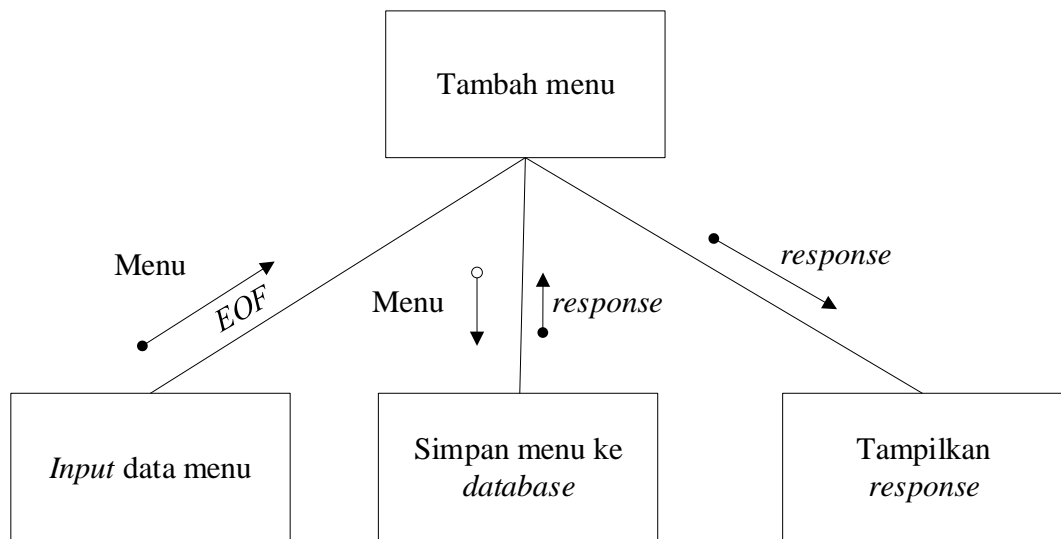 Tambah menu
Menu
EOF
Menu
response
response
Input data menu
Simpan menu ke
database
Tampilkan
response